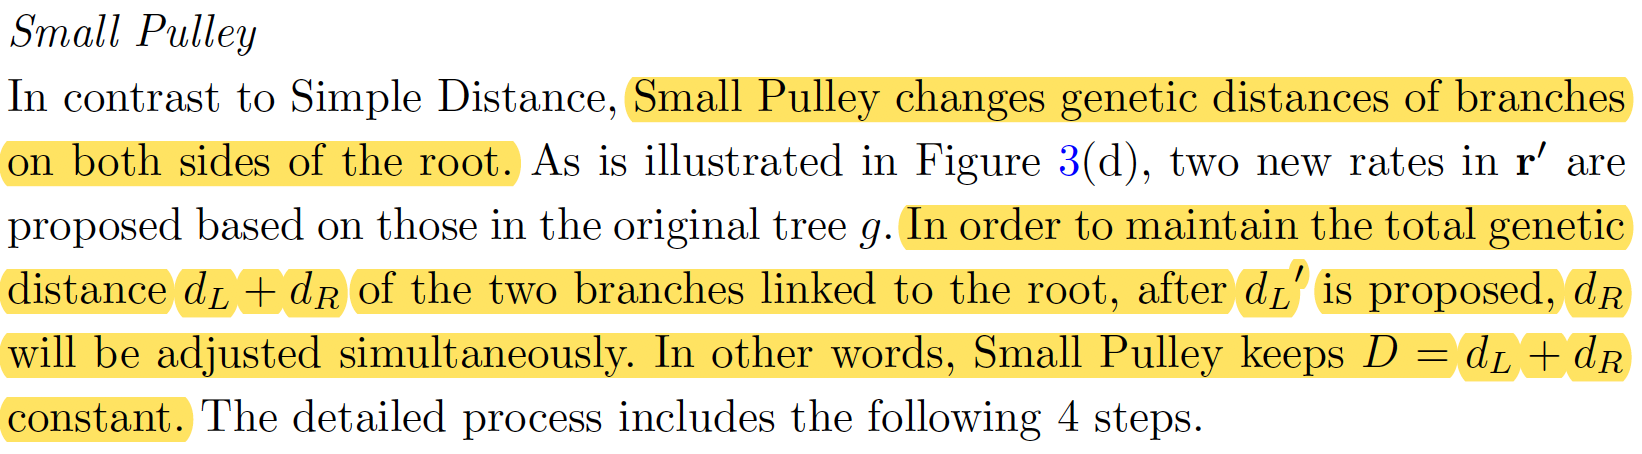 Small Pulley
In contrast to Simple Distance, Small Pulley changes genetic distances of branches
on both sides of the root. As is illustrated in Figure 3(d), two new rates in r′ are
proposed based on those in the original tree g. In order to maintain the total genetic
distance d_L + d_R of the two branches linked to the root, after d_L′ is proposed, d_R
will be adjusted simultaneously. In other words, Small Pulley keeps D = d_L + d_R
constant. The detailed process includes the following 4 steps.